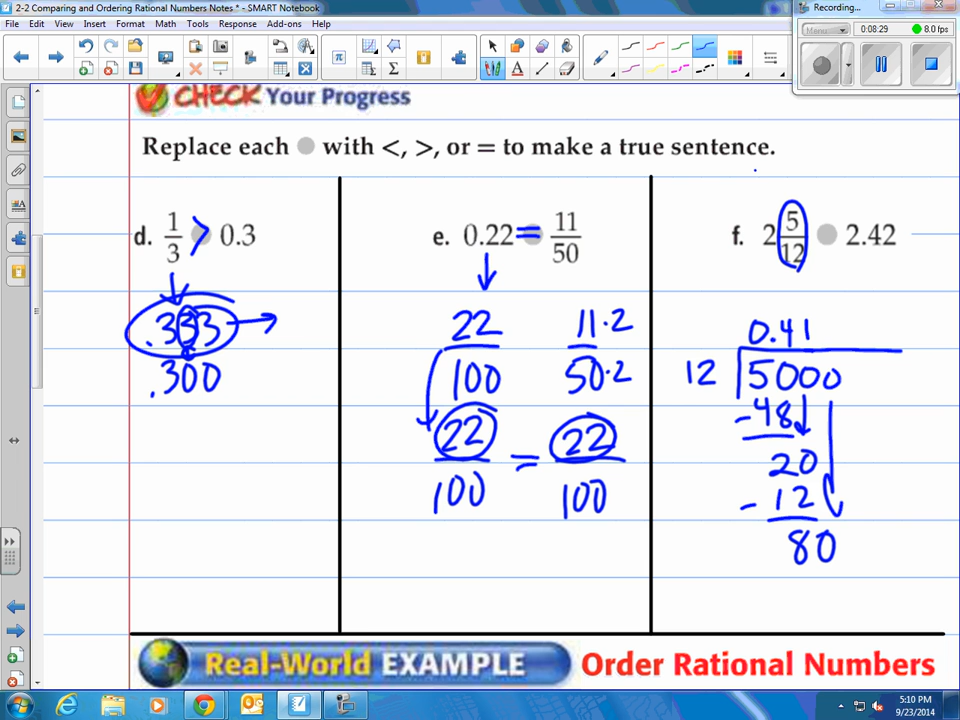 2-2 Comparing and Ordering Rational Numbers Notes * - SMART Notebook
File Edit View Insert Format Math Tools Response Add-ons Help
Recording...
Menu
0:08:29
8.0 fps
π Σ A
CHECK Your Progress
Replace each with <, >, or = to make a true sentence.
d. 1/3 > 0.3
.333
.300
e. 0.22 = 11/50
22/100 11·2/50·2
22/100 = 22/100
f. 2 5/12 2.42
0.41
12 5000
-48
20
-12
80
Real-World EXAMPLE Order Rational Numbers
5:10 PM
9/23/2014